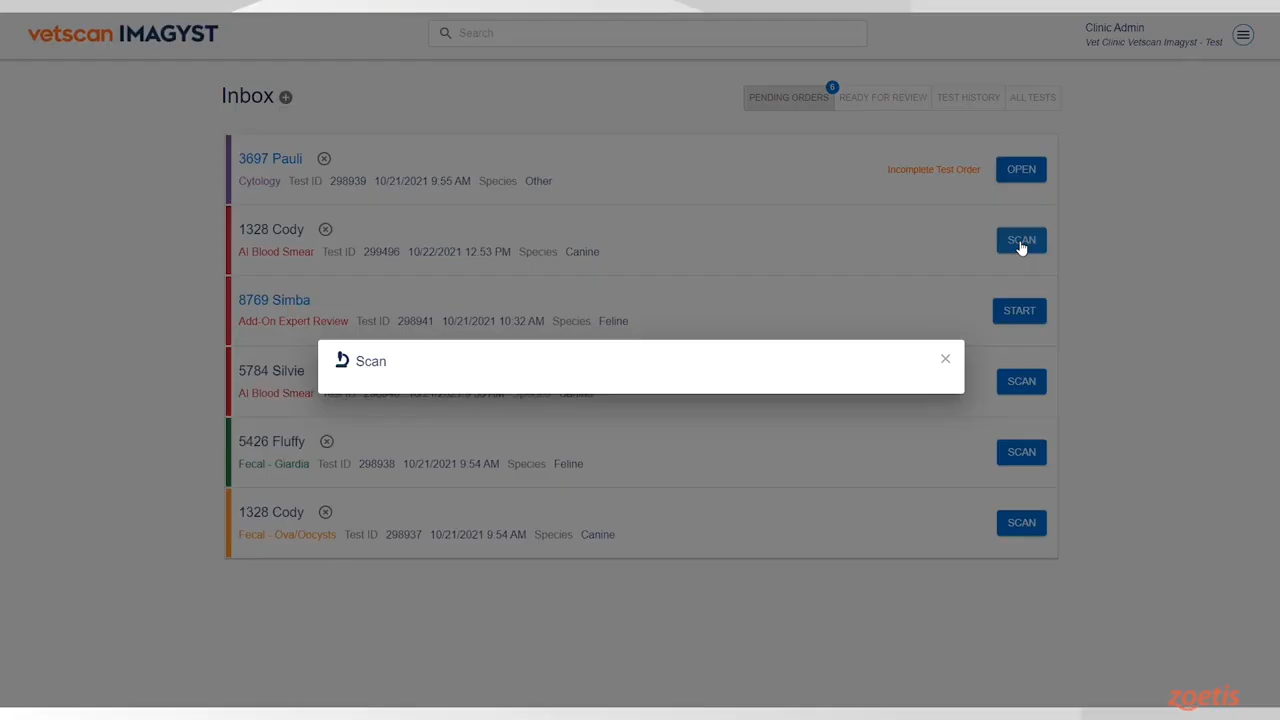 vetscan IMAGYST
Search
Clinic Admin
Vet Clinic Vetscan Imagyst - Test
Inbox
PENDING ORDERS 6 READY FOR REVIEW TEST HISTORY ALL TESTS
3697 Pauli
Cytology Test ID 298939 10/21/2021 9:55 AM Species Other
Incomplete Test Order OPEN
1328 Cody
AI Blood Smear Test ID 299496 10/22/2021 12:53 PM Species Canine
SCAN
8769 Simba
Add-On Expert Review Test ID 298941 10/21/2021 10:32 AM Species Feline
START
Scan
5784 Silvie
AI Blood Smear
SCAN
5426 Fluffy
Fecal - Giardia Test ID 298938 10/21/2021 9:54 AM Species Feline
SCAN
1328 Cody
Fecal - Ova/Oocysts Test ID 298937 10/21/2021 9:54 AM Species Canine
SCAN
zoetis